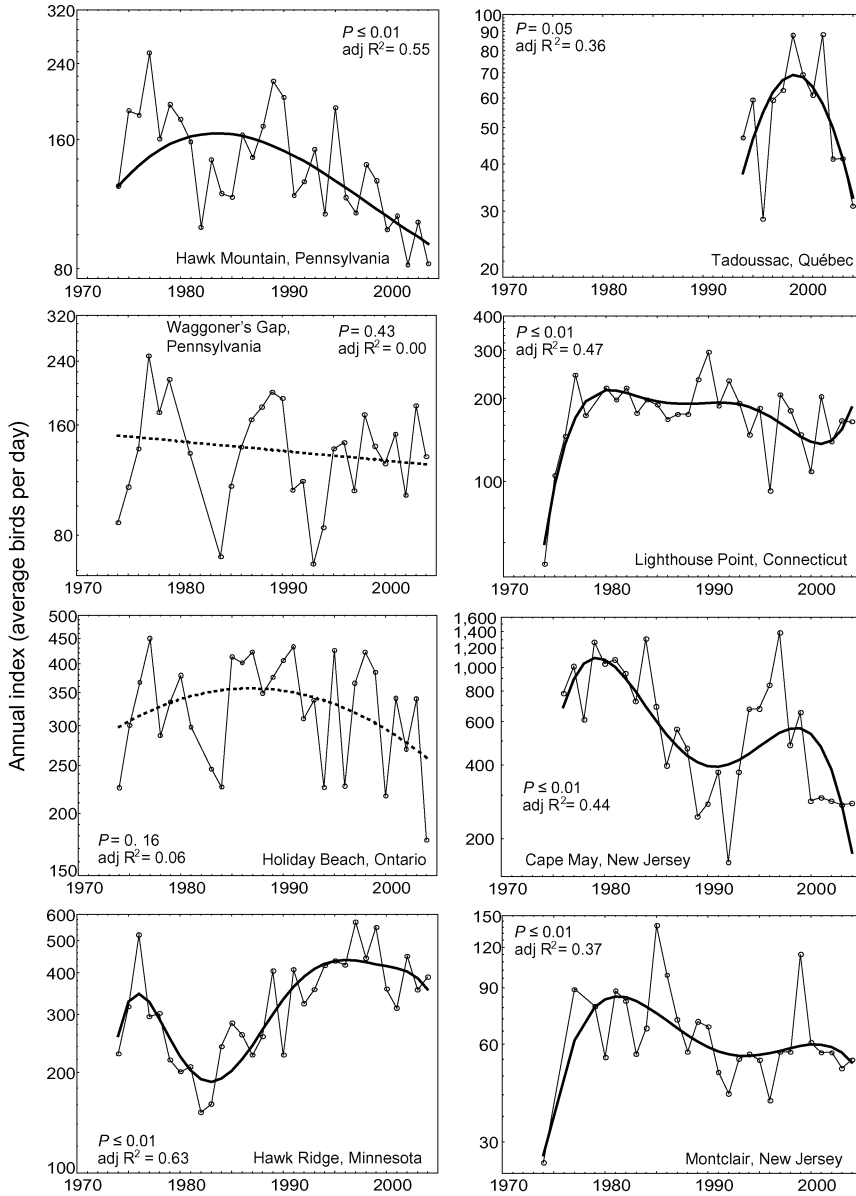 Annual index (average birds per day)
320
240
160
80
P ≤ 0.01
adj R²= 0.55
Hawk Mountain, Pennsylvania
1970 1980 1990 2000
100
90
80
70
60
50
40
30
20
P = 0.05
adj R²= 0.36
Tadoussac, Québec
1970 1980 1990 2000
320
240
160
80
Waggoner's Gap,
Pennsylvania
P = 0.43
adj R²= 0.00
1970 1980 1990 2000
400
300
200
100
P ≤ 0.01
adj R²= 0.47
Lighthouse Point, Connecticut
1970 1980 1990 2000
500
450
400
350
300
250
200
150
P = 0. 16
adj R²= 0.06
Holiday Beach, Ontario
1970 1980 1990 2000
1,600
1,400
1,200
1,000
800
600
400
200
P ≤ 0.01
adj R²= 0.44
Cape May, New Jersey
1970 1980 1990 2000
600
500
400
300
200
100
P ≤ 0.01
adj R² = 0.63
Hawk Ridge, Minnesota
1970 1980 1990 2000
150
120
90
60
30
P ≤ 0.01
adj R²= 0.37
Montclair, New Jersey
1970 1980 1990 2000